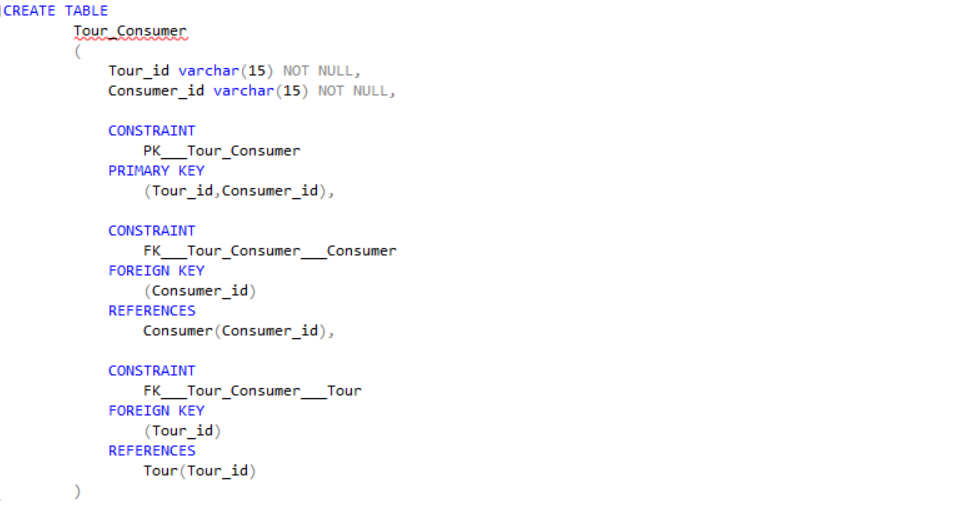 CREATE TABLE
Tour_Consumer
(
Tour_id varchar(15) NOT NULL,
Consumer_id varchar(15) NOT NULL,
CONSTRAINT
PK___Tour_Consumer
PRIMARY KEY
(Tour_id,Consumer_id),
CONSTRAINT
FK___Tour_Consumer___Consumer
FOREIGN KEY
(Consumer_id)
REFERENCES
Consumer(Consumer_id),
CONSTRAINT
FK___Tour_Consumer___Tour
FOREIGN KEY
(Tour_id)
REFERENCES
Tour(Tour_id)
)